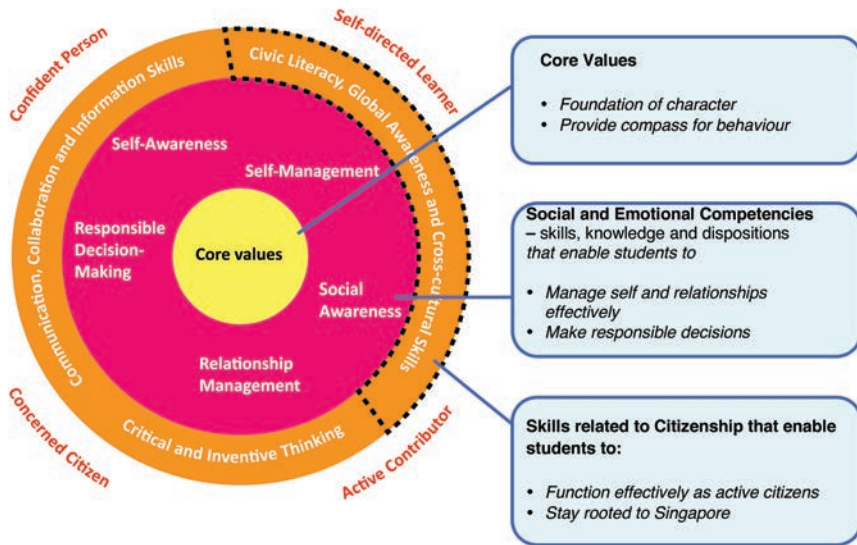 Confident Person
Self-directed Learner
Communication, Collaboration and Information Skills
Civic Literacy, Global Awareness and Cross-cultural Skills
Self-Awareness
Self-Management
Responsible
Decision-
Making
Core values
Social
Awareness
Relationship
Management
Critical and Inventive Thinking
Concerned Citizen
Active Contributor
Core Values
• Foundation of character
• Provide compass for behaviour
Social and Emotional Competencies
– skills, knowledge and dispositions
that enable students to
• Manage self and relationships
effectively
• Make responsible decisions
Skills related to Citizenship that enable
students to:
• Function effectively as active citizens
• Stay rooted to Singapore